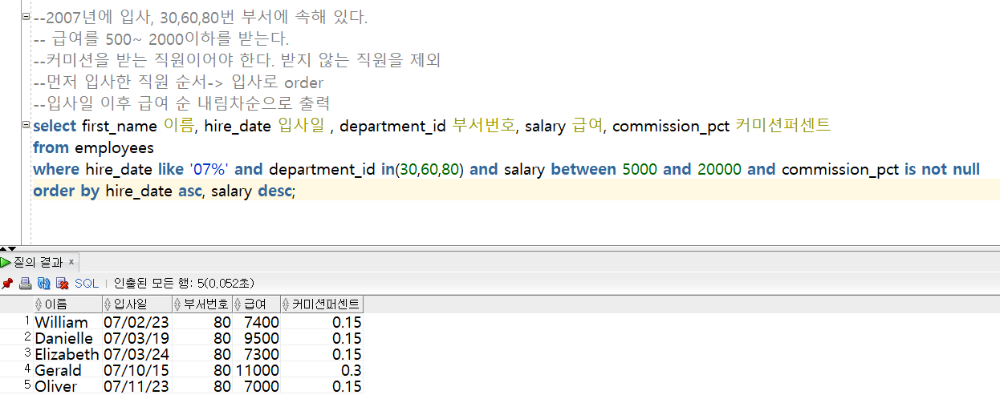 --2007년에 입사, 30,60,80번 부서에 속해 있다.
-- 급여를 500~ 2000이하를 받는다.
--커미션을 받는 직원이어야 한다. 받지 않는 직원을 제외
--먼저 입사한 직원 순서-> 입사로 order
--입사일 이후 급여 순 내림차순으로 출력
select first_name 이름, hire_date 입사일 , department_id 부서번호, salary 급여, commission_pct 커미션퍼센트
from employees
where hire_date like '07%' and department_id in(30,60,80) and salary between 5000 and 20000 and commission_pct is not null
order by hire_date asc, salary desc;
질의 결과 x
SQL | 인출된 모든 행: 5(0,052초)
이름 입사일 부서번호 급여 커미션퍼센트
1 William 07/02/23 80 7400 0.15
2 Danielle 07/03/19 80 9500 0.15
3 Elizabeth 07/03/24 80 7300 0.15
4 Gerald 07/10/15 80 11000 0.3
5 Oliver 07/11/23 80 7000 0.15